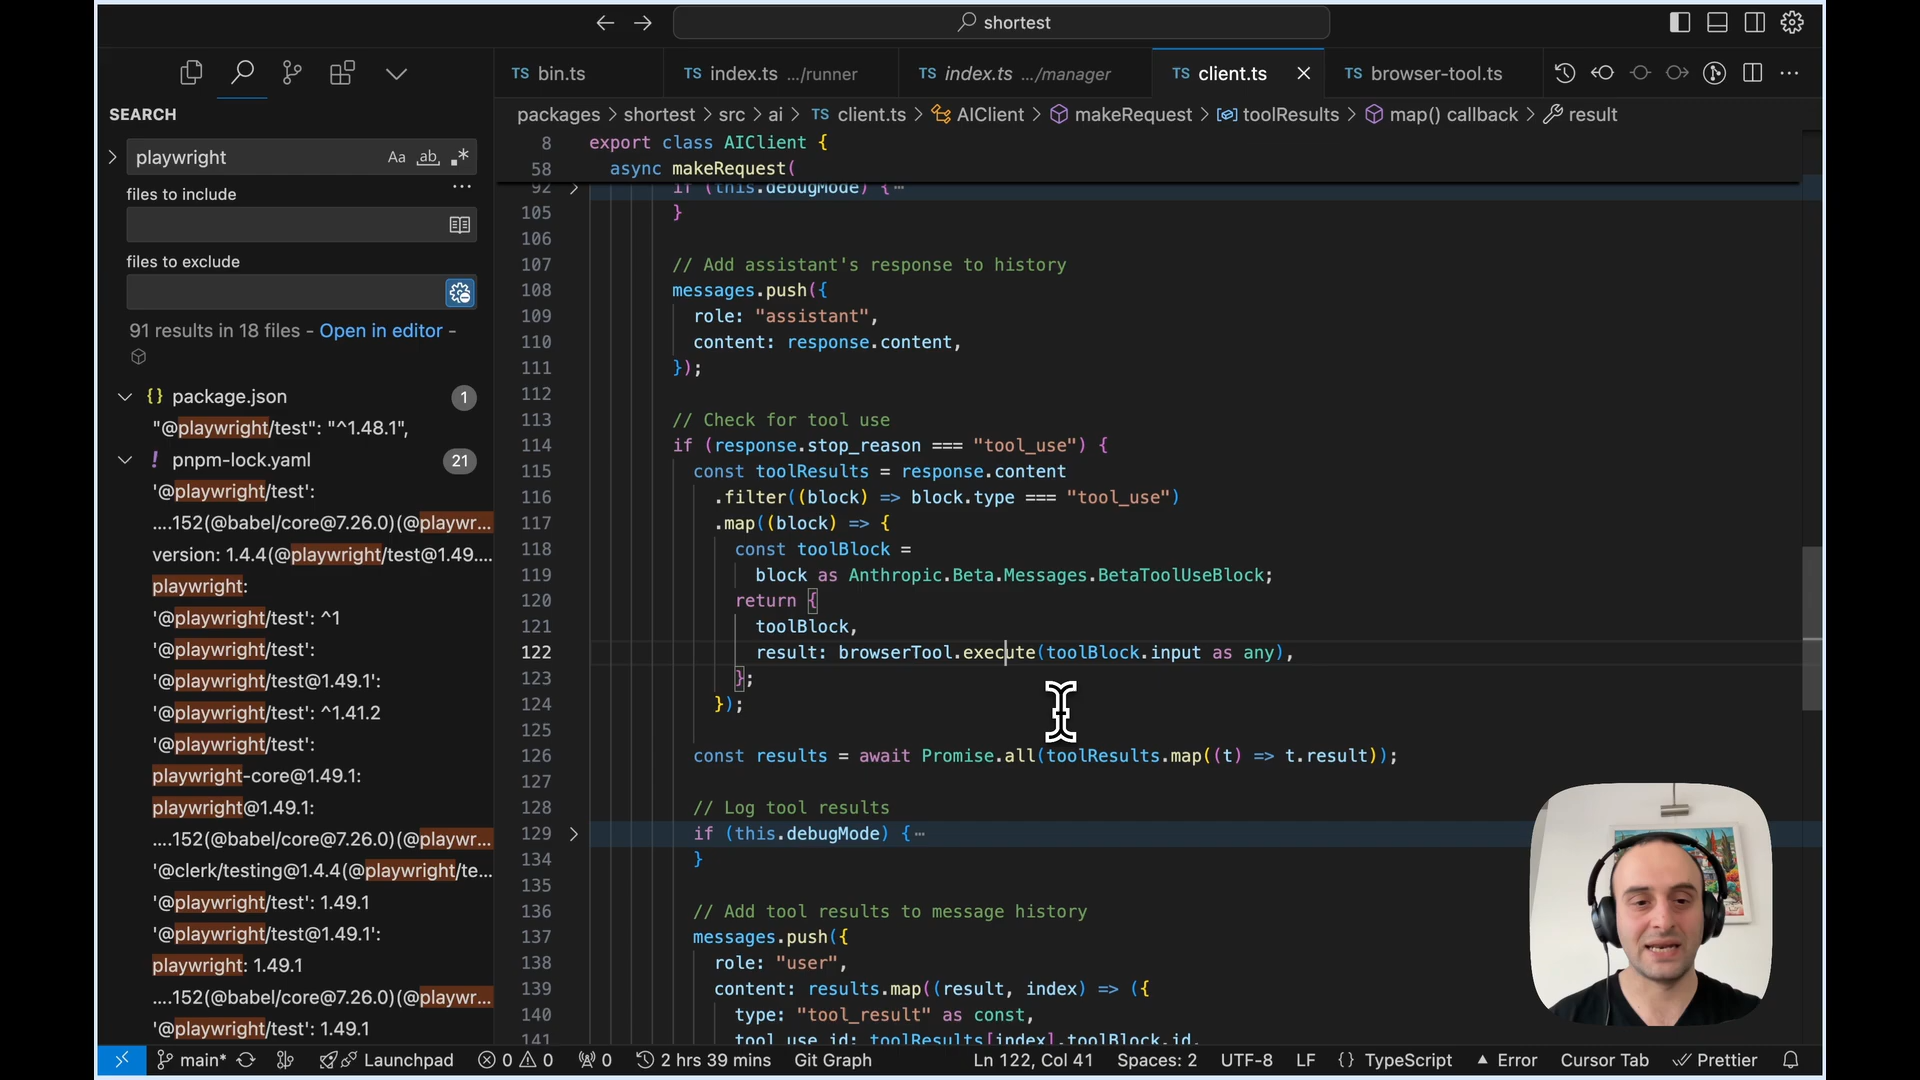 shortest
TS bin.ts
TS index.ts .../runner
TS index.ts .../manager
TS client.ts
TS browser-tool.ts
SEARCH
playwright
Aa ab .*
files to include
files to exclude
91 results in 18 files - Open in editor -
{} package.json 1
"@playwright/test": "^1.48.1",
! pnpm-lock.yaml 21
'@playwright/test':
....152(@babel/core@7.26.0)(@playwr...
version: 1.4.4(@playwright/test@1.49....
playwright:
'@playwright/test': ^1
'@playwright/test':
'@playwright/test@1.49.1':
'@playwright/test': ^1.41.2
'@playwright/test':
playwright-core@1.49.1:
playwright@1.49.1:
....152(@babel/core@7.26.0)(@playwr...
'@clerk/testing@1.4.4(@playwright/te...
'@playwright/test': 1.49.1
'@playwright/test@1.49.1':
playwright: 1.49.1
....152(@babel/core@7.26.0)(@playwr...
'@playwright/test': 1.49.1
packages > shortest > src > ai > TS client.ts > AIClient > makeRequest > toolResults > map() callback > result
8 export class AIClient {
58 async makeRequest(
92 if (this.debugMode) {⋯
105 }
106
107 // Add assistant's response to history
108 messages.push({
109 role: "assistant",
110 content: response.content,
111 });
112
113 // Check for tool use
114 if (response.stop_reason === "tool_use") {
115 const toolResults = response.content
116 .filter((block) => block.type === "tool_use")
117 .map((block) => {
118 const toolBlock =
119 block as Anthropic.Beta.Messages.BetaToolUseBlock;
120 return {
121 toolBlock,
122 result: browserTool.execute(toolBlock.input as any),
123 };
124 });
125
126 const results = await Promise.all(toolResults.map((t) => t.result));
127
128 // Log tool results
129 if (this.debugMode) {⋯
134 }
135
136 // Add tool results to message history
137 messages.push({
138 role: "user",
139 content: results.map((result, index) => ({
140 type: "tool_result" as const,
141 tool_use_id: toolResults[index].toolBlock.id,
main* Launchpad 0 0 0 2 hrs 39 mins Git Graph Ln 122, Col 41 Spaces: 2 UTF-8 LF {} TypeScript Error Cursor Tab Prettier